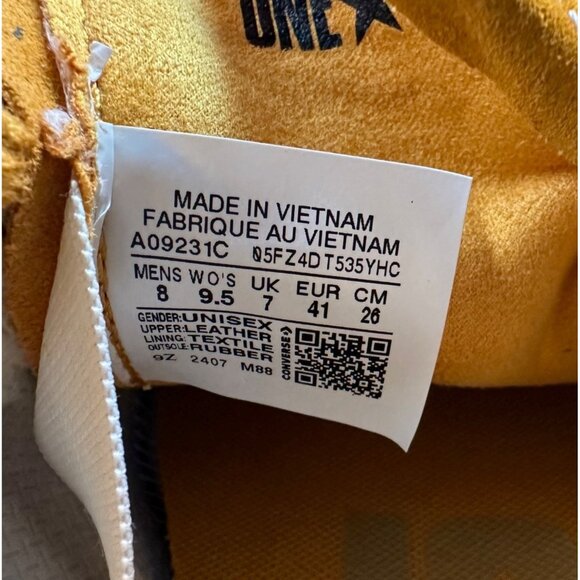 ONE
MADE IN VIETNAM
FABRIQUE AU VIETNAM
A09231C 05FZ4DT535YHC
MENS WO'S UK EUR CM
8 9.5 7 41 26
GENDER:UNISEX
UPPER:LEATHER
LINING:TEXTILE
OUTSOLE:RUBBER
9Z 2407 M88
CONVERSE